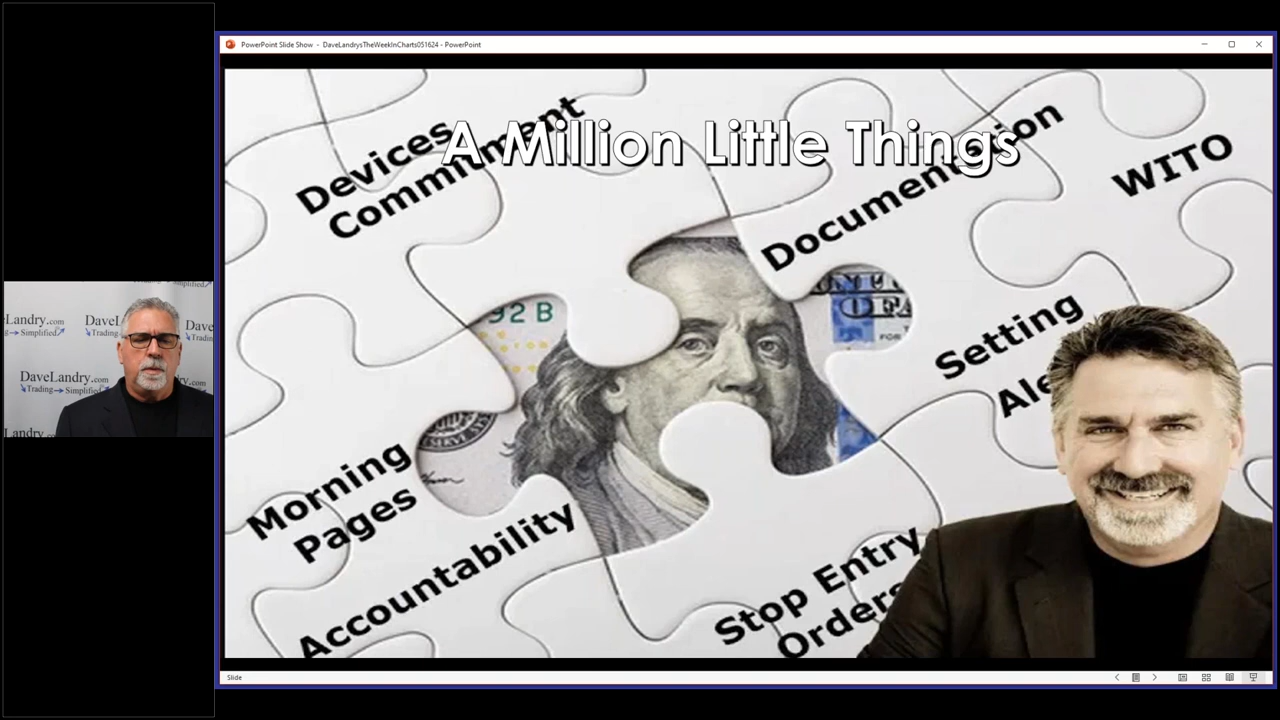 PowerPoint Slide Show - DaveLandrysTheWeekInCharts051624 - PowerPoint
A Million Little Things
Devices
Commitment
Documentation
WITO
92 B
Setting
Morning
Pages
Accountability
Stop Entry
Orders
DaveLandry.com
Trading Simplified
Slide